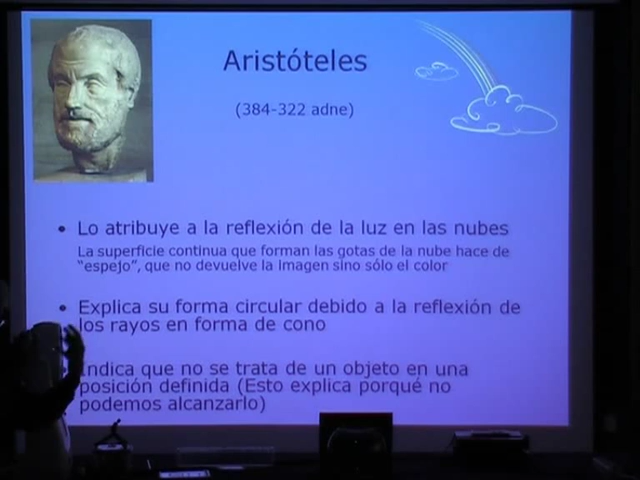 Aristóteles
(384-322 adne)
• Lo atribuye a la reflexión de la luz en las nubes
La superficie continua que forman las gotas de la nube hace de
"espejo", que no devuelve la imagen sino sólo el color
• Explica su forma circular debido a la reflexión de
los rayos en forma de cono
Indica que no se trata de un objeto en una
posición definida (Esto explica porqué no
podemos alcanzarlo)